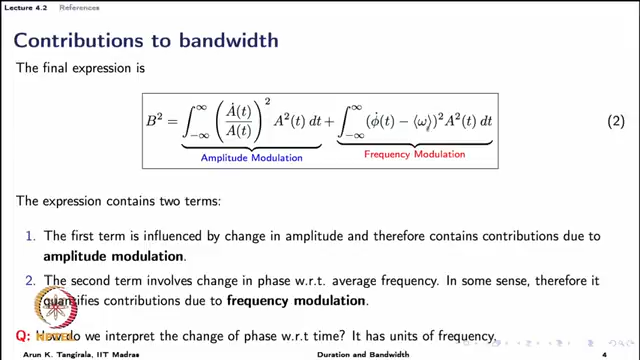 Lecture 4.2 References
Contributions to bandwidth
The final expression is
B² = ∫_{-∞}^{∞} (Ȧ(t)/A(t))² A²(t) dt + ∫_{-∞}^{∞} (φ̇(t) − ⟨ω⟩)² A²(t) dt (2)
Amplitude Modulation Frequency Modulation
The expression contains two terms:
1. The first term is influenced by change in amplitude and therefore contains contributions due to
amplitude modulation.
2. The second term involves change in phase w.r.t. average frequency. In some sense, therefore it
quantifies contributions due to frequency modulation.
Q: How do we interpret the change of phase w.r.t time? It has units of frequency,
NPTEL
Arun K. Tangirala, IIT Madras Duration and Bandwidth 4